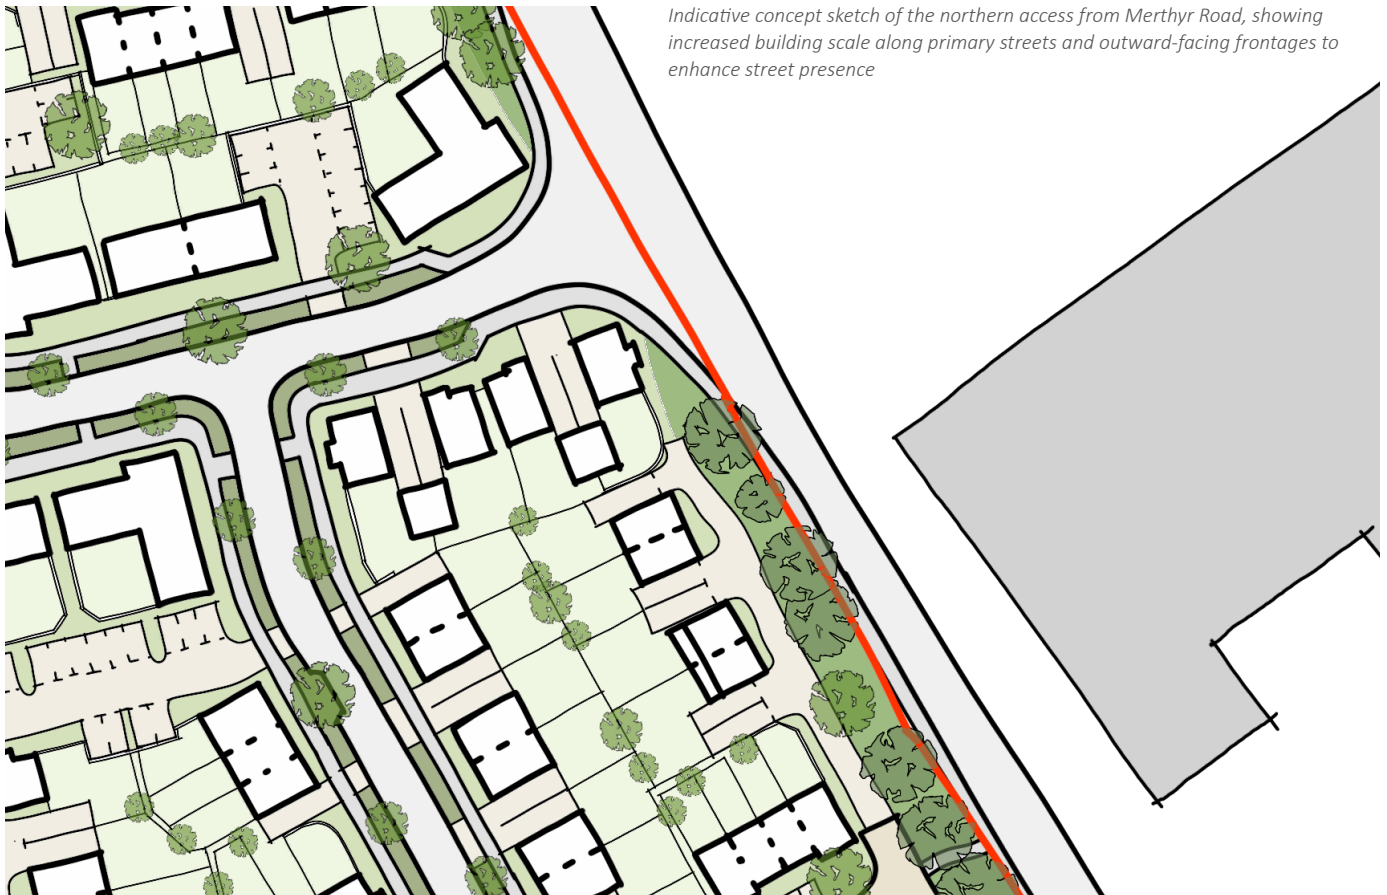 Indicative concept sketch of the northern access from Merthyr Road, showing
increased building scale along primary streets and outward-facing frontages to
enhance street presence